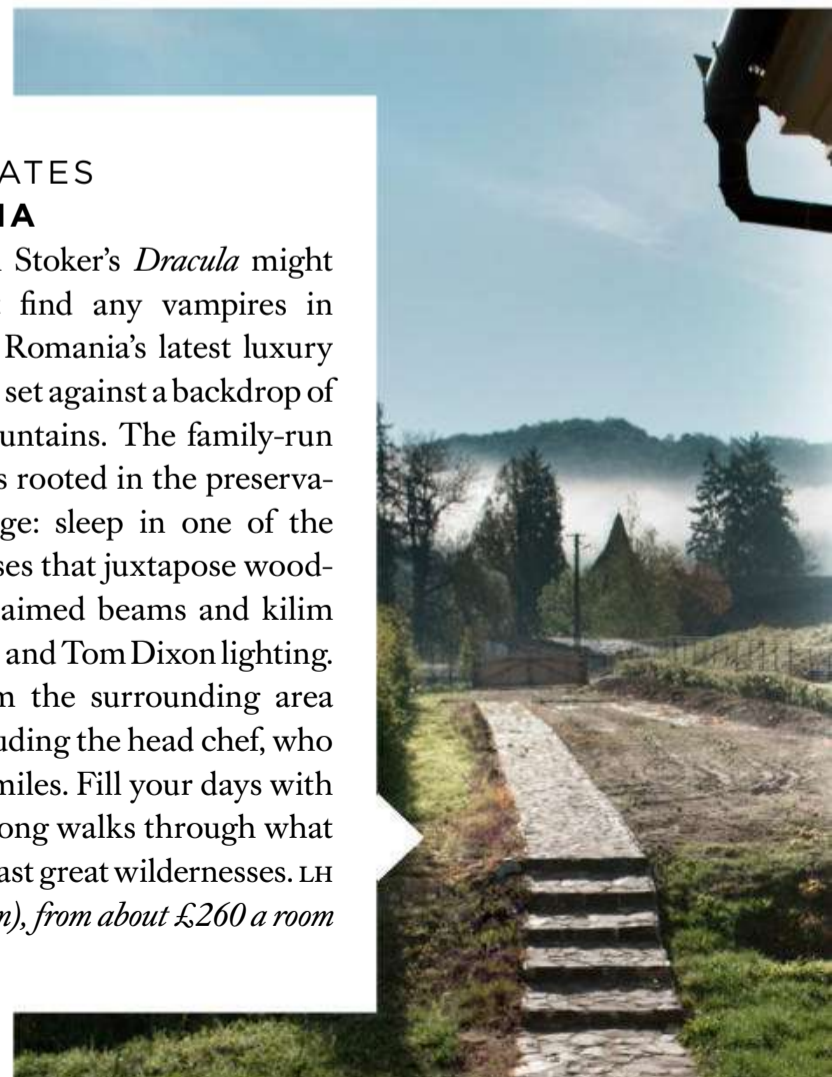 ATES
IA
Stoker's Dracula might
find any vampires in
Romania's latest luxury
set against a backdrop of
untains. The family-run
s rooted in the preserva-
ge: sleep in one of the
ses that juxtapose wood-
aimed beams and kilim
and Tom Dixon lighting.
m the surrounding area
uding the head chef, who
miles. Fill your days with
ong walks through what
ast great wildernesses. LH
n), from about £260 a room